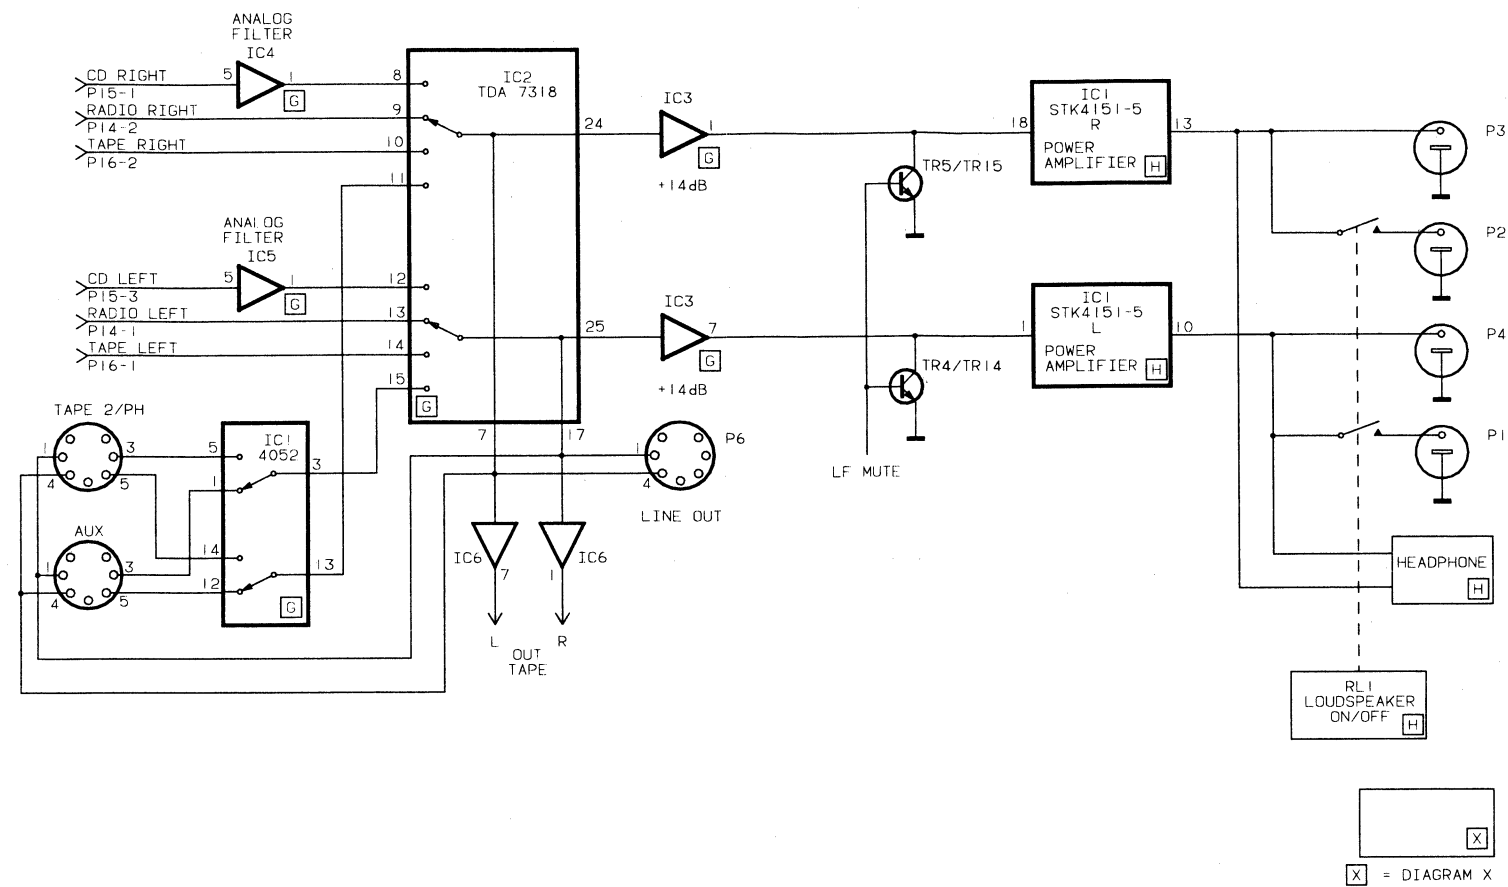 ANALOG
FILTER
IC4
CD RIGHT
P15-1
5
1
G
8
RADIO RIGHT
P14-2
9
TAPE RIGHT
P16-2
10
11
IC2
TDA 7318
24
IC3
1
G
+14dB
TR5/TR15
18
IC1
STK4151-5
R
POWER
AMPLIFIER
H
13
P3
P2
ANALOG
FILTER
IC5
CD LEFT
P15-3
5
1
G
12
RADIO LEFT
P14-1
13
TAPE LEFT
P16-1
14
15
G
25
IC3
7
G
+14dB
TR4/TR14
1
IC1
STK4151-5
L
POWER
AMPLIFIER
H
10
P4
P1
TAPE 2/PH
1
3
4
5
IC1
4052
5
1
3
14
12
13
G
AUX
1
3
4
5
7
17
1
4
P6
LINE OUT
LF MUTE
IC6
7
IC6
1
L
R
OUT
TAPE
HEADPHONE
H
RL1
LOUDSPEAKER
ON/OFF
H
X
X = DIAGRAM X